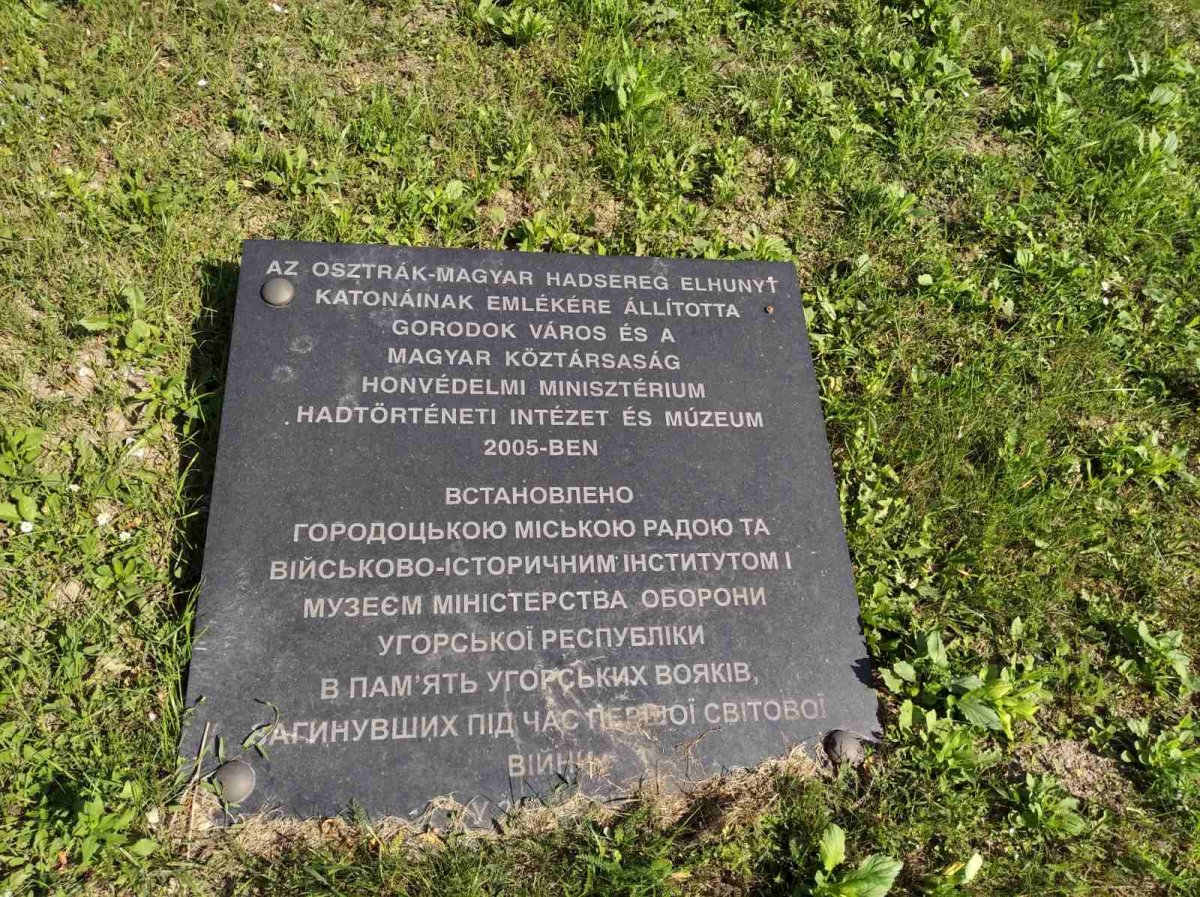 AZ OSZTRÁK-MAGYAR HADSEREG ELHUNYT
KATONÁINAK EMLÉKÉRE ÁLLÍTOTTA
GORODOK VÁROS ÉS A
MAGYAR KÖZTÁRSASÁG
HONVÉDELMI MINISZTÉRIUM
HADTÖRTÉNETI INTÉZET ÉS MÚZEUM
2005-BEN
ВСТАНОВЛЕНО
ГОРОДОЦЬКОЮ МІСЬКОЮ РАДОЮ ТА
ВІЙСЬКОВО-ІСТОРИЧНИМ ІНСТИТУТОМ І
МУЗЕЄМ МІНІСТЕРСТВА ОБОРОНИ
УГОРСЬКОЇ РЕСПУБЛІКИ
В ПАМ'ЯТЬ УГОРСЬКИХ ВОЯКІВ,
ЗАГИНУВШИХ ПІД ЧАС ПЕРШОЇ СВІТОВОЇ
ВІЙНИ